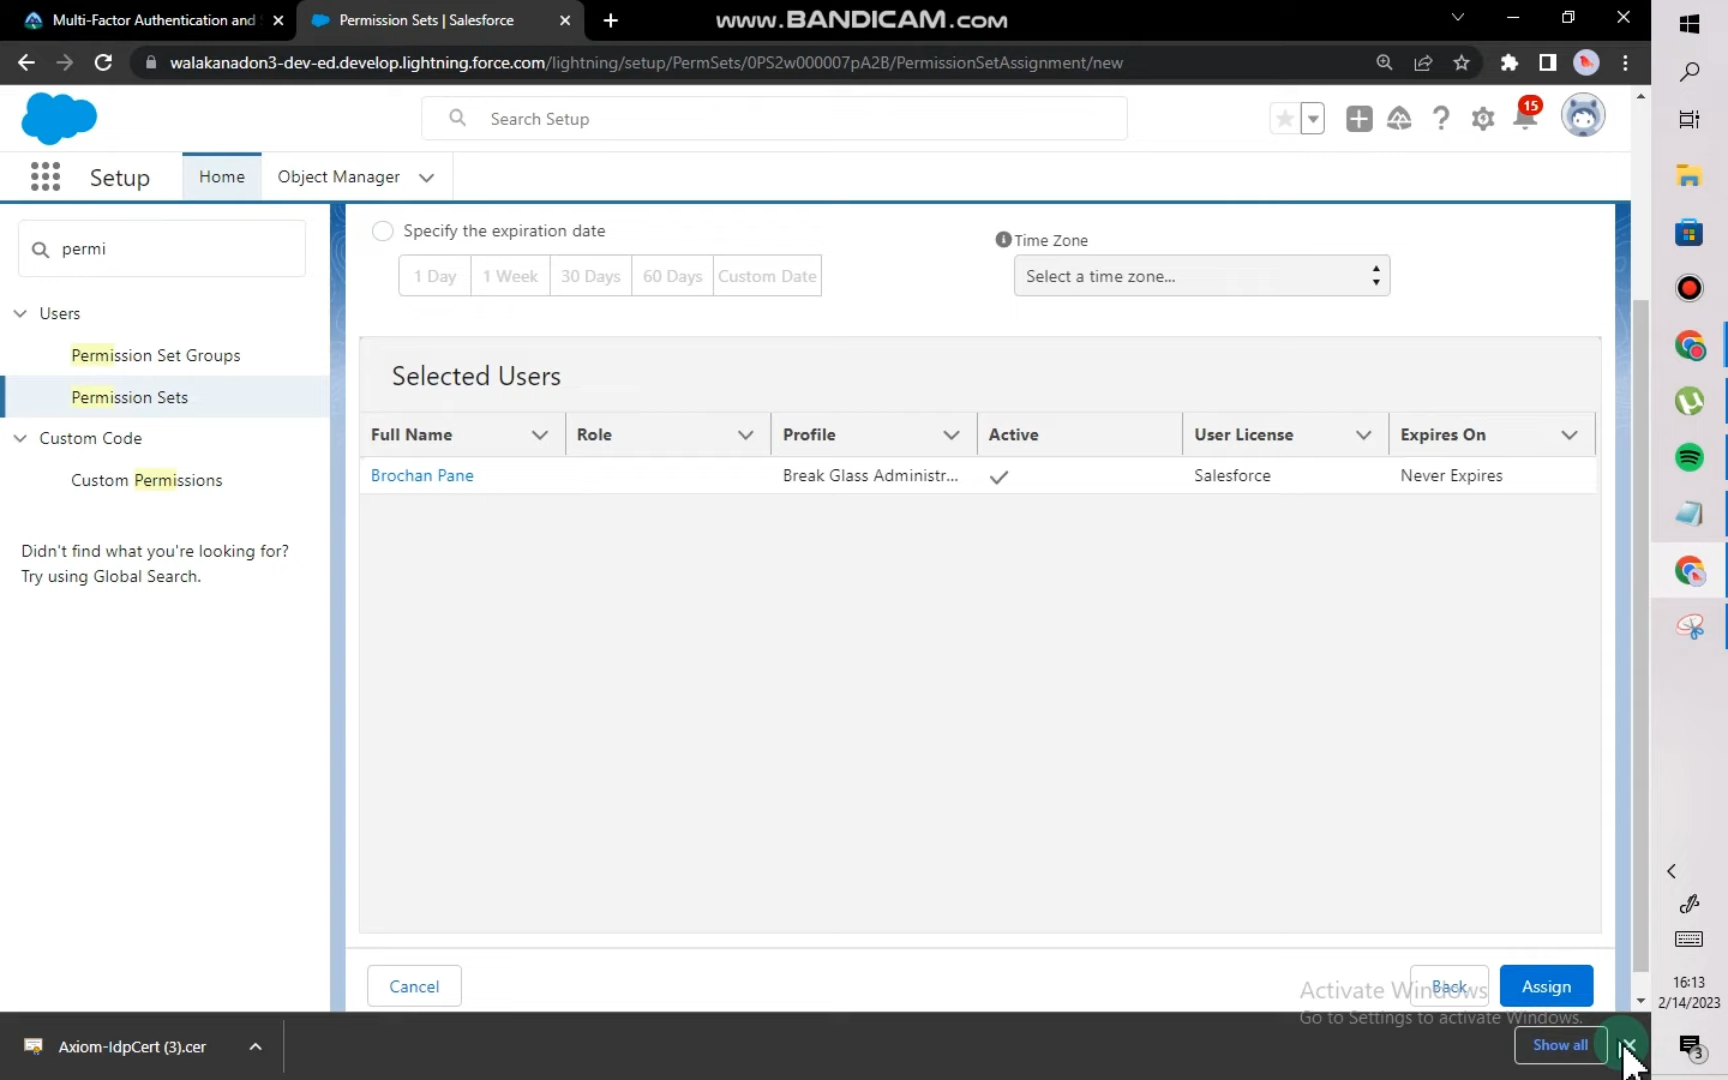 Multi-Factor Authentication and
Permission Sets | Salesforce
www.BANDICAM.com
walakanadon3-dev-ed.develop.lightning.force.com/lightning/setup/PermSets/0PS2w000007pA2B/PermissionSetAssignment/new
Search Setup
15
Setup
Home
Object Manager
permi
Users
Permission Set Groups
Permission Sets
Custom Code
Custom Permissions
Didn't find what you're looking for?
Try using Global Search.
Specify the expiration date
1 Day
1 Week
30 Days
60 Days
Custom Date
Time Zone
Select a time zone...
Selected Users
Full Name
Role
Profile
Active
User License
Expires On
Brochan Pane
Break Glass Administr...
Salesforce
Never Expires
Cancel
Back
Assign
Activate Windows
Go to Settings to activate Windows.
Axiom-IdpCert (3).cer
Show all
16:13
2/14/2023
3